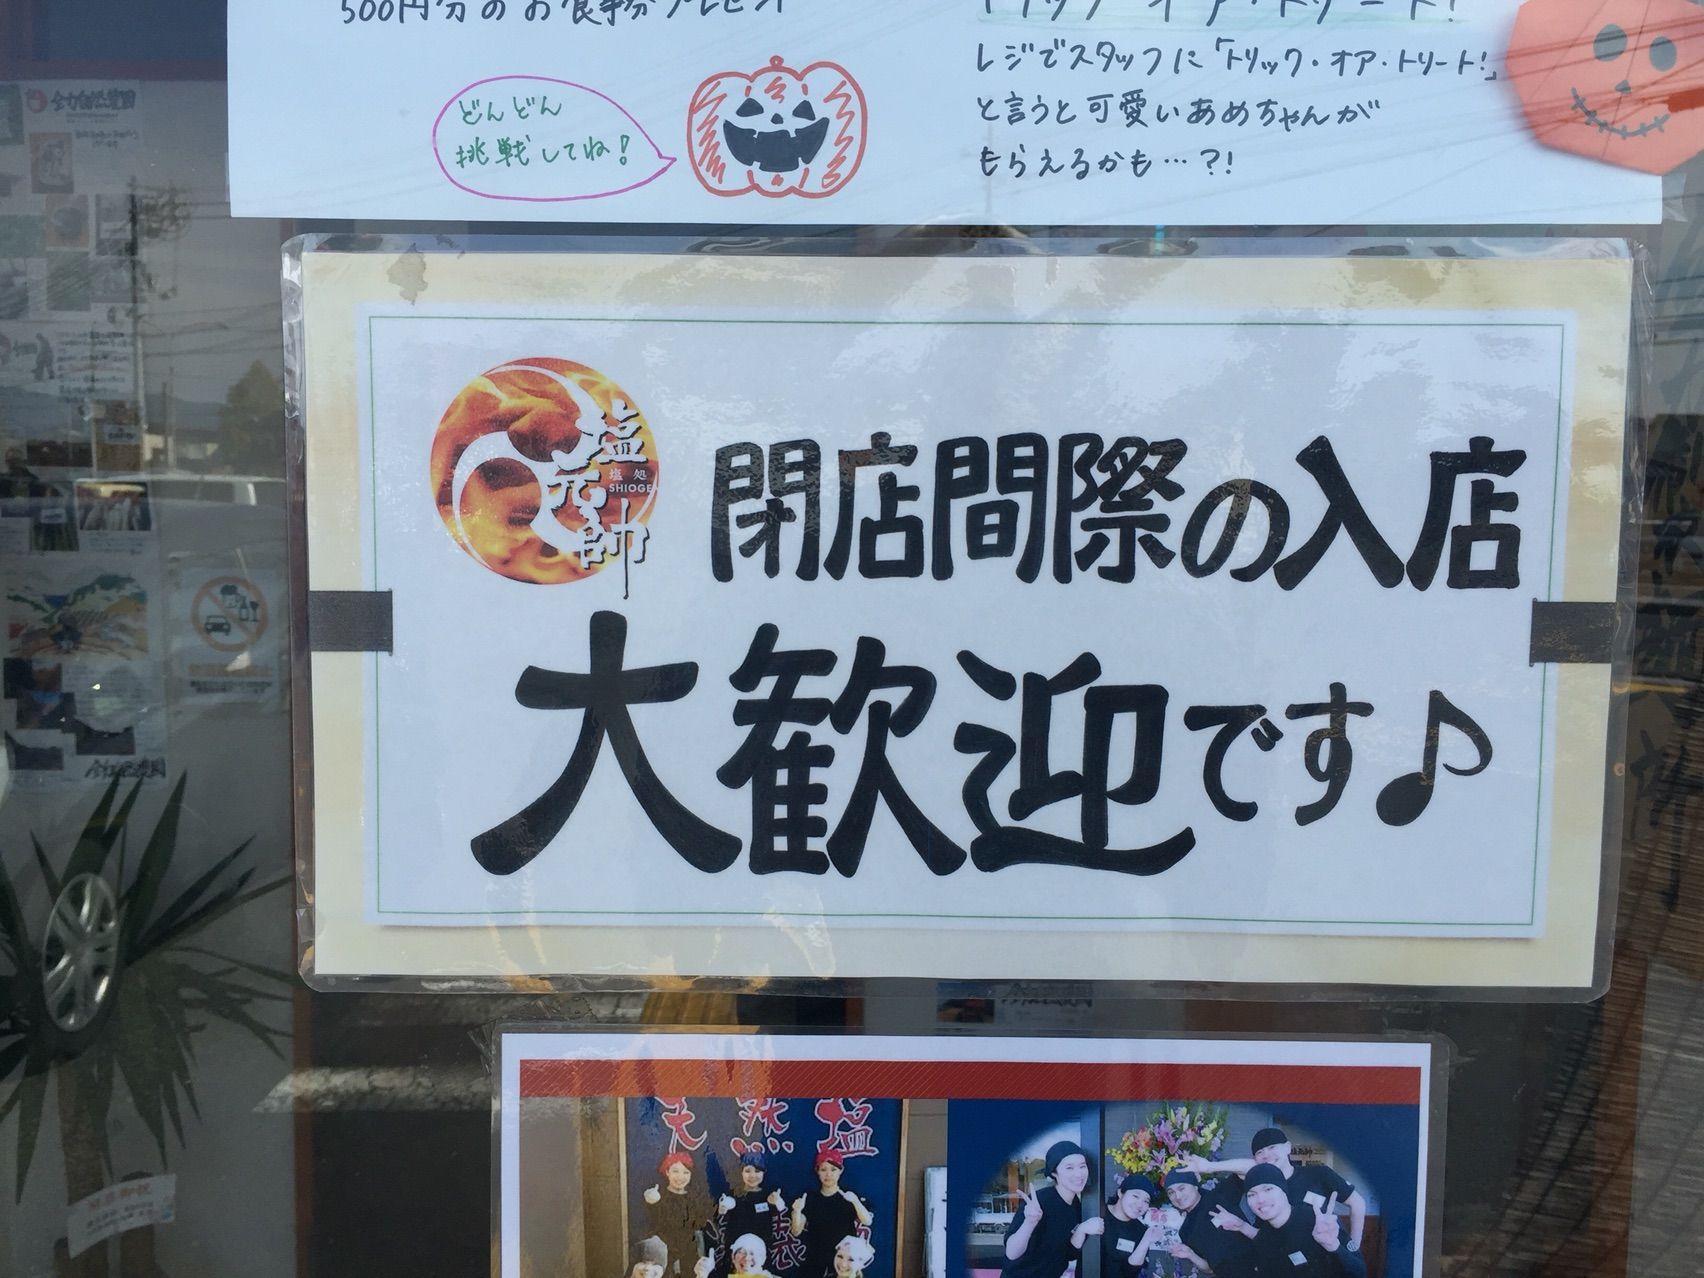 500円分のお食事券プレゼント
どんどん
挑戦してね!
トリック・オア・トリート!
レジでスタッフに「トリック・オア・トリート!」
と言うと可愛いあめちゃんが
もらえるかも…?!
塩元帥
塩処
SHIOGE
閉店間際の入店
大歓迎です♪
天然塩